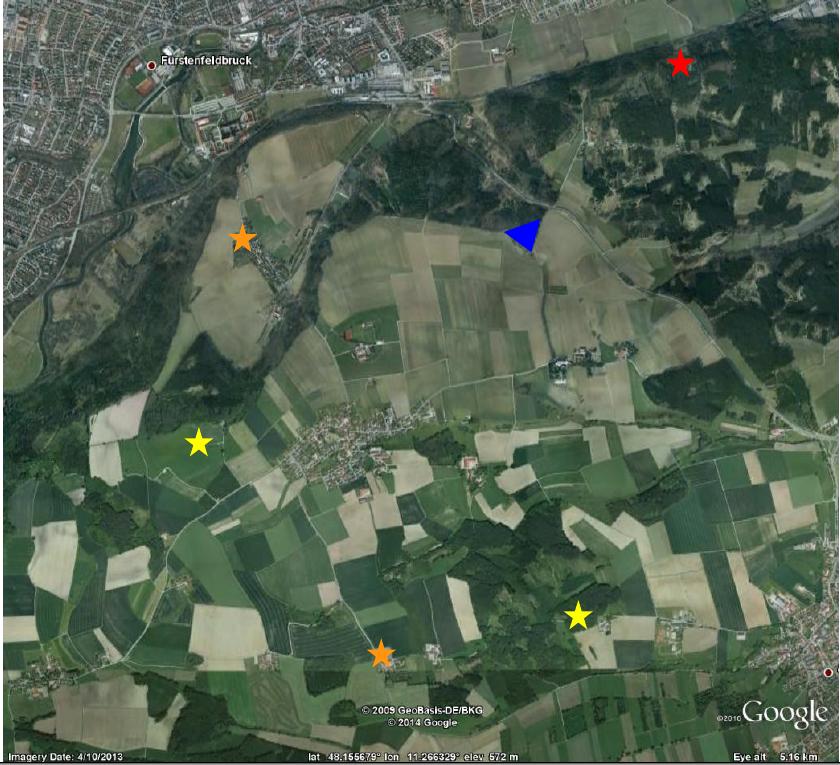 Fürstenfeldbruck
© 2009 GeoBasis-DE/BKG
© 2014 Google
©2010 Google
Imagery Date: 4/10/2013 lat 48.155679° lon 11.266329° elev 572 m Eye alt 5.16 km